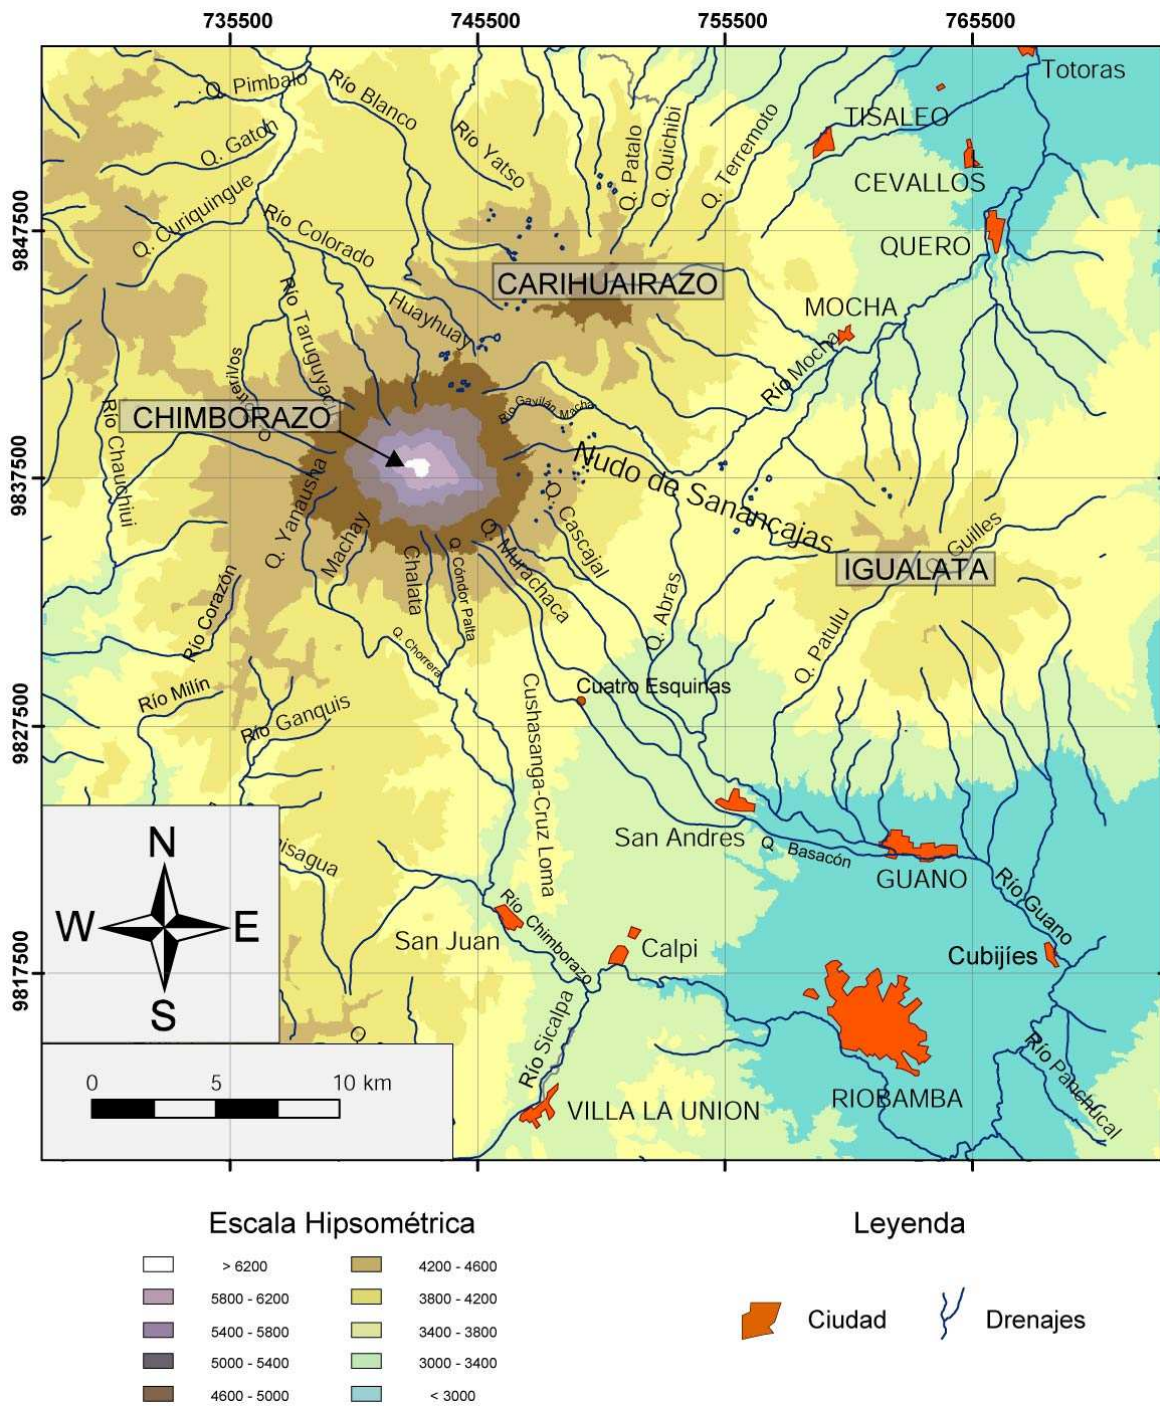 735500
745500
755500
765500
9847500
9837500
9827500
9817500
Totoras
Q. Pimbalo
Río Blanco
TISALEO
Q. Gatoh
Río Yatso
Q. Patalo
Q. Quichibi
Q. Terremoto
CEVALLOS
Q. Curiquingue
Río Colorado
QUERO
CARIHUAIRAZO
Río Taruguyacu
Huayhuay
MOCHA
Río Mocha
CHIMBORAZO
Río Gavilán Macha
Río Chauchiui
Nudo de Sanancajas
Q. Yanausha
Machay
Q. Cascajal
Q. Murachaca
Q. Guilles
IGUALATA
Chalata
Q. Cóndor Palta
Río Corazón
Q. Abras
Q. Patulu
Q. Chorrera
Río Milín
Río Ganquis
Cuatro Esquinas
Cushasanga-Cruz Loma
San Andres
Q. Basacón
GUANO
N
W
E
S
Río Guano
Río Chimborazo
San Juan
Calpi
Cubijíes
Río Sicalpa
Río Panchucal
VILLA LA UNION
RIOBAMBA
Q
0 5 10 km
Escala Hipsométrica
> 6200
5800 - 6200
5400 - 5800
5000 - 5400
4600 - 5000
4200 - 4600
3800 - 4200
3400 - 3800
3000 - 3400
< 3000
Leyenda
Ciudad
Drenajes